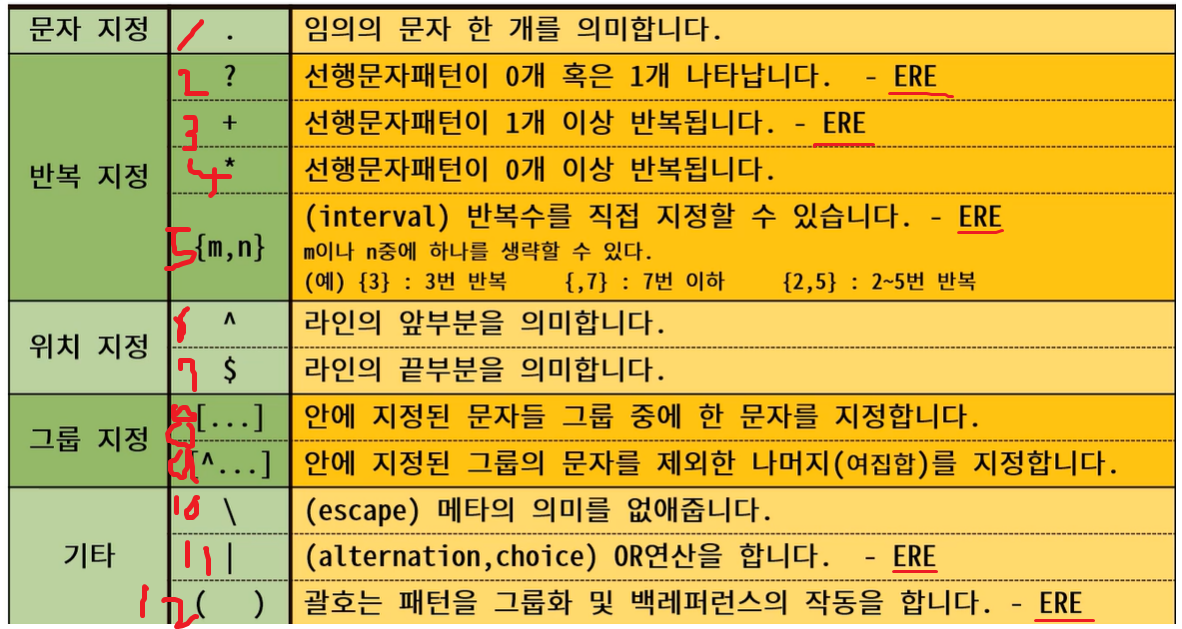 문자 지정 1 . 임의의 문자 한 개를 의미합니다.
반복 지정
2 ? 선행문자패턴이 0개 혹은 1개 나타납니다. - ERE
3 + 선행문자패턴이 1개 이상 반복됩니다. - ERE
4 * 선행문자패턴이 0개 이상 반복됩니다.
5 {m,n} (interval) 반복수를 직접 지정할 수 있습니다. - ERE
m이나 n중에 하나를 생략할 수 있다.
(예) {3} : 3번 반복 {,7} : 7번 이하 {2,5} : 2~5번 반복
위치 지정
6 ^ 라인의 앞부분을 의미합니다.
7 $ 라인의 끝부분을 의미합니다.
그룹 지정
8 [...] 안에 지정된 문자들 그룹 중에 한 문자를 지정합니다.
9 [^...] 안에 지정된 그룹의 문자를 제외한 나머지(여집합)를 지정합니다.
기타
10 \ (escape) 메타의 의미를 없애줍니다.
11 | (alternation,choice) OR연산을 합니다. - ERE
12 ( ) 괄호는 패턴을 그룹화 및 백레퍼런스의 작동을 합니다. - ERE